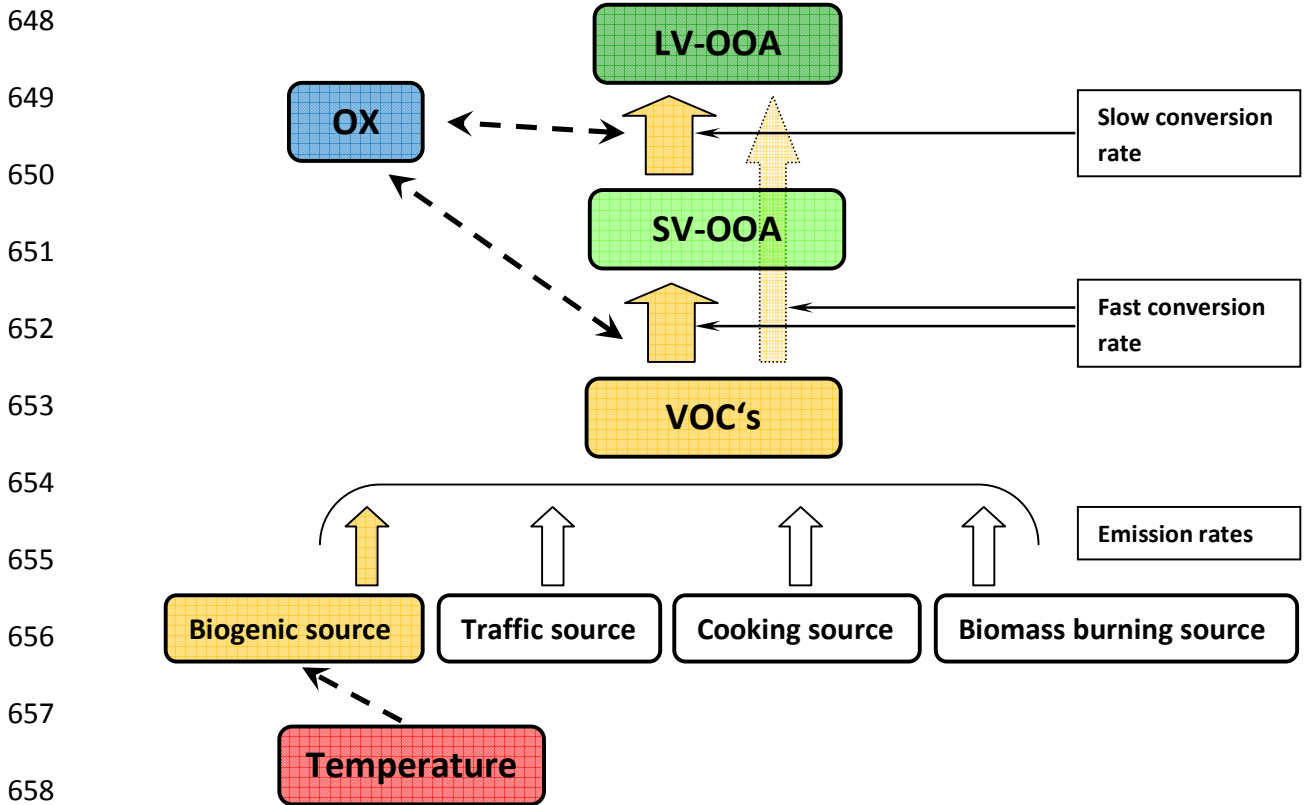 648
LV-OOA
649
OX
Slow conversion
rate
650
SV-OOA
651
Fast conversion
rate
652
653
VOC‘s
654
Emission rates
655
Biogenic source
Traffic source
Cooking source
Biomass burning source
656
657
Temperature
658